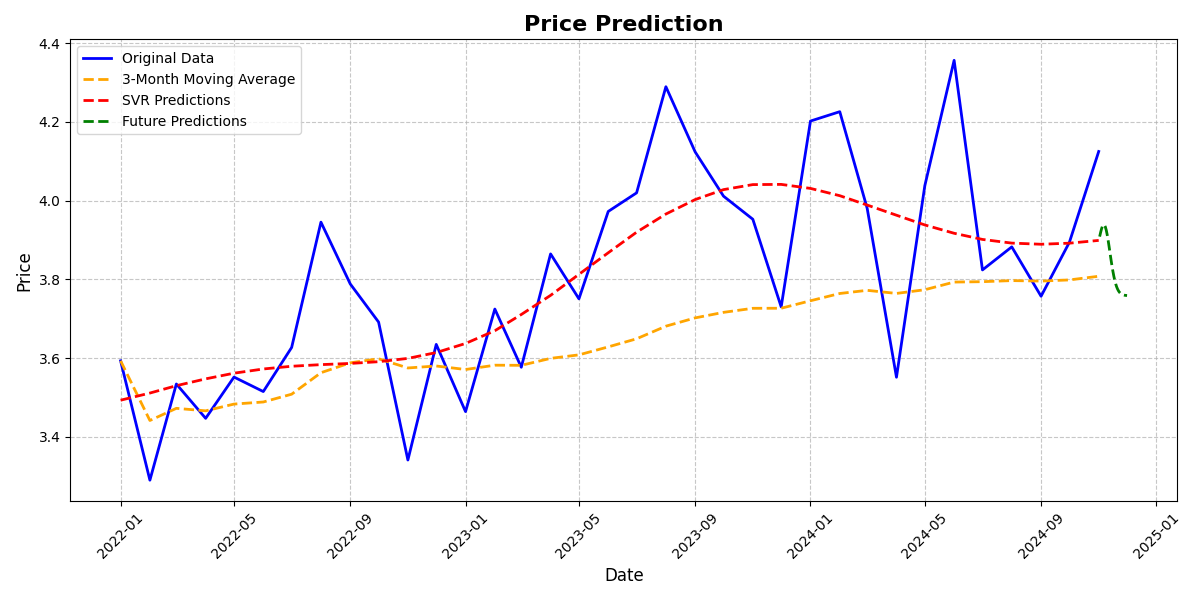 Price Prediction
Original Data
3-Month Moving Average
SVR Predictions
Future Predictions
Price
4.4
4.2
4.0
3.8
3.6
3.4
2022-01
2022-05
2022-09
2023-01
2023-05
2023-09
2024-01
2024-05
2024-09
2025-01
Date